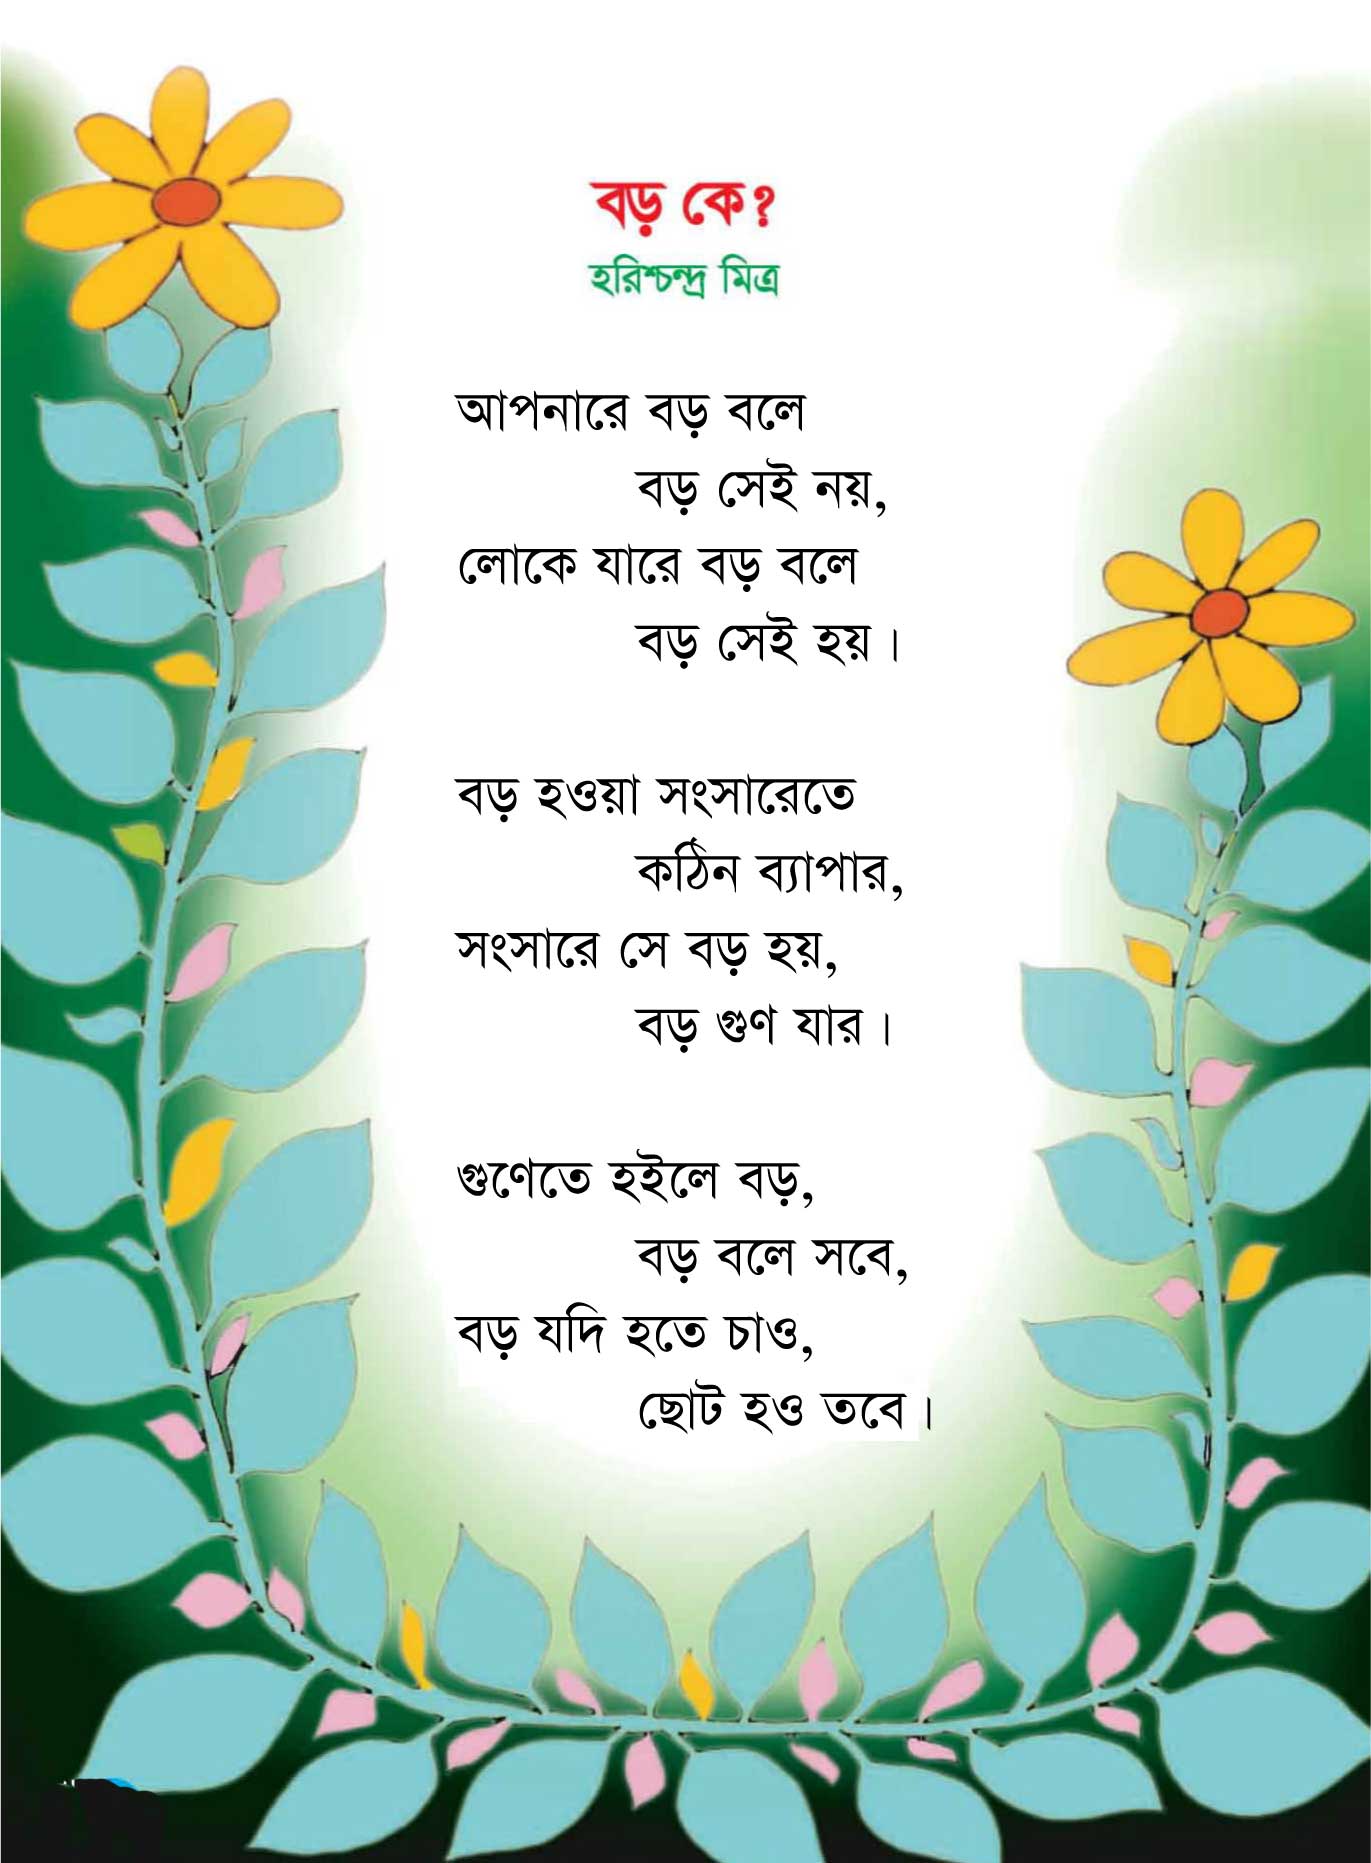 বড় কে?
হরিশ্চন্দ্র মিত্র
আপনারে বড় বলে
বড় সেই নয়,
লোকে যারে বড় বলে
বড় সেই হয়।
বড় হওয়া সংসারেতে
কঠিন ব্যাপার,
সংসারে সে বড় হয়,
বড় গুণ যার।
গুণেতে হইলে বড়,
বড় বলে সবে,
বড় যদি হতে চাও,
ছোট হও তবে।